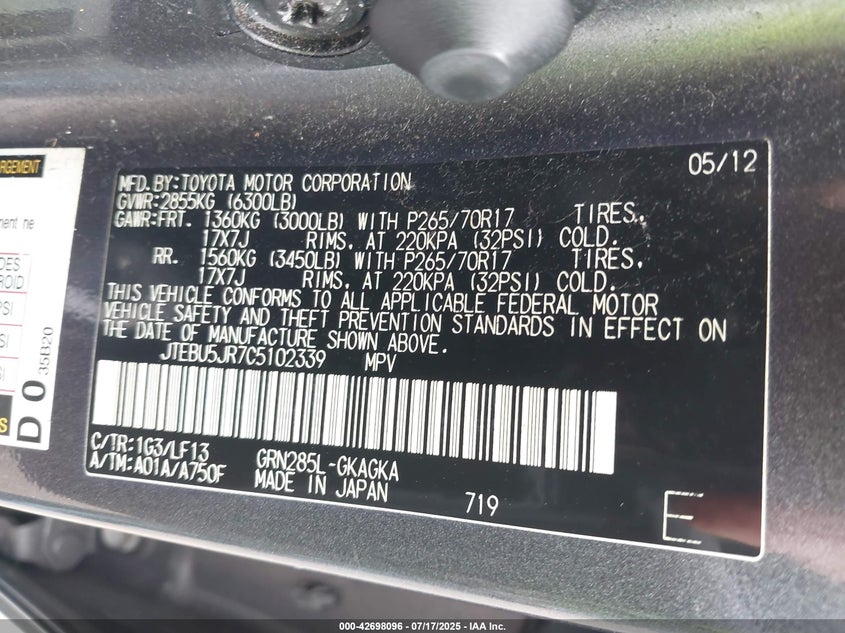 05/12
MFD. BY: TOYOTA MOTOR CORPORATION
GVWR: 2855KG (6300LB)
GAWR: FRT. 1360KG (3000LB) WITH P265/70R17 TIRES,
17X7J RIMS, AT 220KPA (32PSI) COLD.
RR. 1560KG (3450LB) WITH P265/70R17 TIRES,
17X7J RIMS, AT 220KPA (32PSI) COLD.
THIS VEHICLE CONFORMS TO ALL APPLICABLE FEDERAL MOTOR
VEHICLE SAFETY AND THEFT PREVENTION STANDARDS IN EFFECT ON
THE DATE OF MANUFACTURE SHOWN ABOVE.
JTEBU5JR7C5102339 MPV
C/TR: 1G3/LF13
A/TM: A01A/A750F
GRN285L-GKAGKA
MADE IN JAPAN
719
E
D 0
35B20
000-42698096 - 07/17/2025 - IAA Inc.